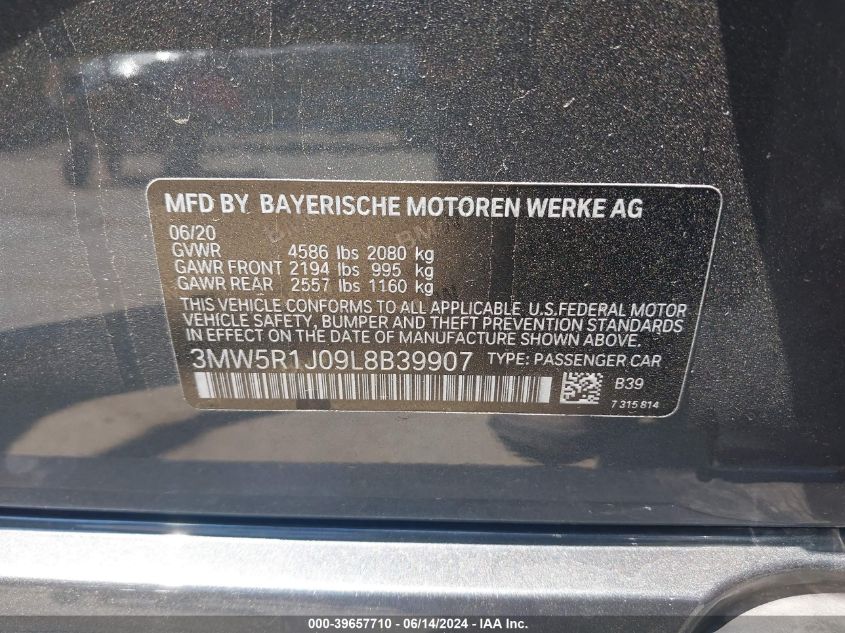 MFD BY BAYERISCHE MOTOREN WERKE AG
06/20
GVWR 4586 lbs 2080 kg
GAWR FRONT 2194 lbs 995 kg
GAWR REAR 2557 lbs 1160 kg
THIS VEHICLE CONFORMS TO ALL APPLICABLE U.S.FEDERAL MOTOR
VEHICLE SAFETY, BUMPER AND THEFT PREVENTION STANDARDS
IN EFFECT ON THE DATE OF MANUFACTURE SHOWN ABOVE.
3MW5R1J09L8B39907 TYPE: PASSENGER CAR
B39
7 315 814
000-39657710 - 06/14/2024 - IAA Inc.